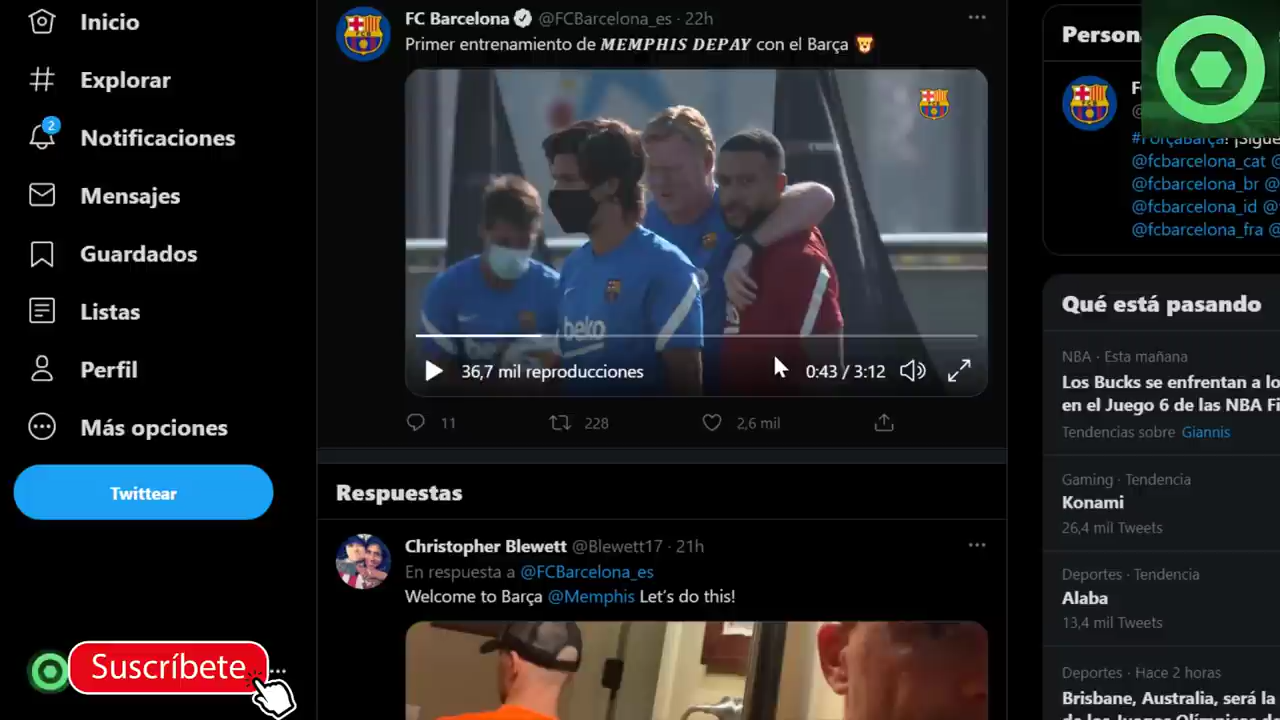 Inicio
Explorar
2
Notificaciones
Mensajes
Guardados
Listas
Perfil
Más opciones
Twittear
Suscríbete
FC Barcelona @FCBarcelona_es · 22h
Primer entrenamiento de MEMPHIS DEPAY con el Barça
beko
36,7 mil reproducciones
0:43 / 3:12
11
228
2,6 mil
Respuestas
Christopher Blewett @Blewett17 · 21h
En respuesta a @FCBarcelona_es
Welcome to Barça @Memphis Let's do this!
Person
F
@
#ForçaBarça! ¡Sígue
@fcbarcelona_cat @
@fcbarcelona_br @
@fcbarcelona_id @
@fcbarcelona_fra @
Qué está pasando
NBA · Esta mañana
Los Bucks se enfrentan a lo
en el Juego 6 de las NBA Fi
Tendencias sobre Giannis
Gaming · Tendencia
Konami
26,4 mil Tweets
Deportes · Tendencia
Alaba
13,4 mil Tweets
Deportes · Hace 2 horas
Brisbane, Australia, será la